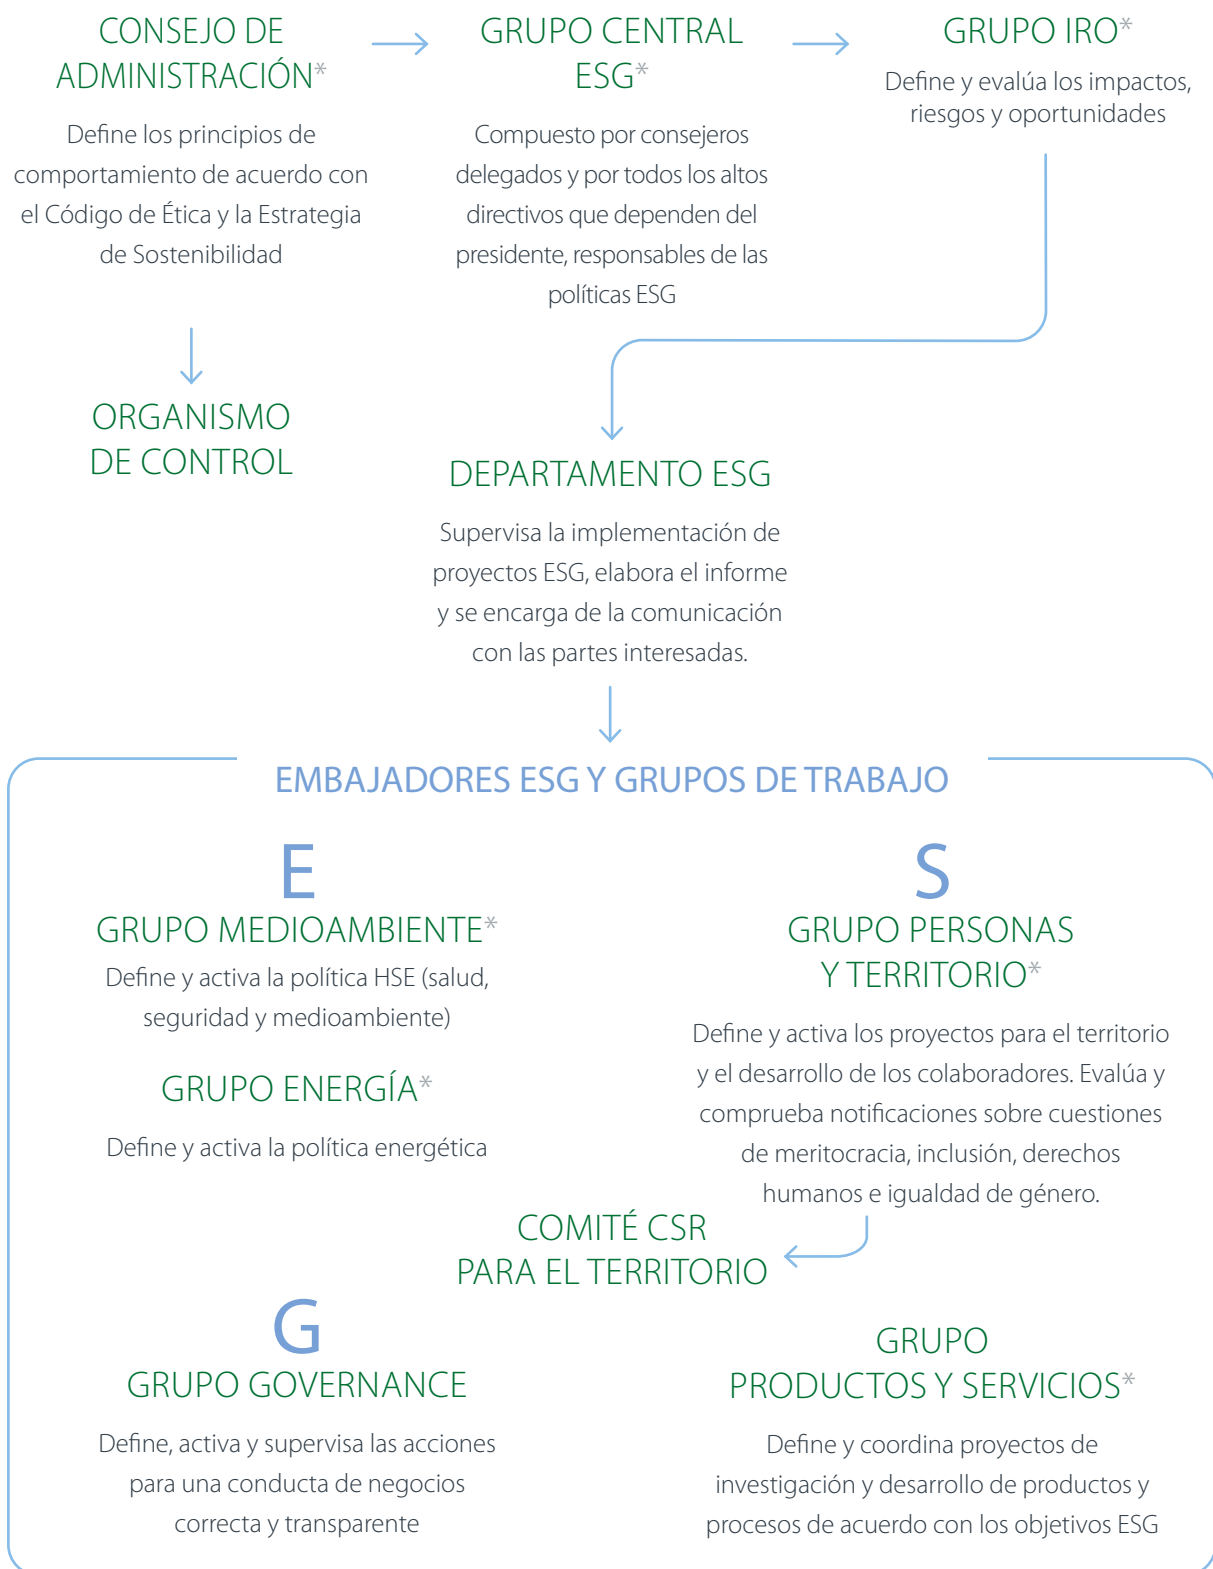 CONSEJO DE
ADMINISTRACIÓN*
Define los principios de
comportamiento de acuerdo con
el Código de Ética y la Estrategia
de Sostenibilidad
GRUPO CENTRAL
ESG*
Compuesto por consejeros
delegados y por todos los altos
directivos que dependen del
presidente, responsables de las
políticas ESG
GRUPO IRO*
Define y evalúa los impactos,
riesgos y oportunidades
ORGANISMO
DE CONTROL
DEPARTAMENTO ESG
Supervisa la implementación de
proyectos ESG, elabora el informe
y se encarga de la comunicación
con las partes interesadas.
EMBAJADORES ESG Y GRUPOS DE TRABAJO
E
GRUPO MEDIOAMBIENTE*
Define y activa la política HSE (salud,
seguridad y medioambiente)
GRUPO ENERGÍA*
Define y activa la política energética
S
GRUPO PERSONAS
Y TERRITORIO*
Define y activa los proyectos para el territorio
y el desarrollo de los colaboradores. Evalúa y
comprueba notificaciones sobre cuestiones
de meritocracia, inclusión, derechos
humanos e igualdad de género.
COMITÉ CSR
PARA EL TERRITORIO
G
GRUPO GOVERNANCE
Define, activa y supervisa las acciones
para una conducta de negocios
correcta y transparente
GRUPO
PRODUCTOS Y SERVICIOS*
Define y coordina proyectos de
investigación y desarrollo de productos y
procesos de acuerdo con los objetivos ESG